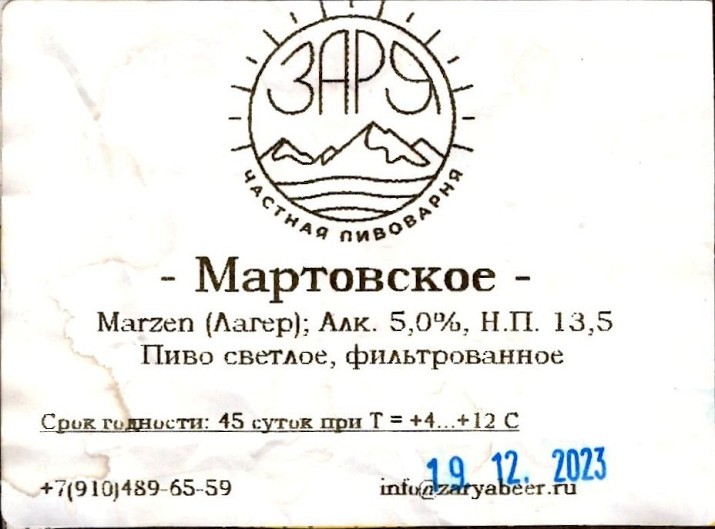 ЗАРЯ
ЧАСТНАЯ ПИВОВАРНЯ
- Мартовское -
Marzen (Лагер); Алк. 5,0%, Н.П. 13,5
Пиво светлое, фильтрованное
Срок годности: 45 суток при Т = +4...+12 С
19. 12. 2023
+7(910)489-65-59 info@zaryabeer.ru